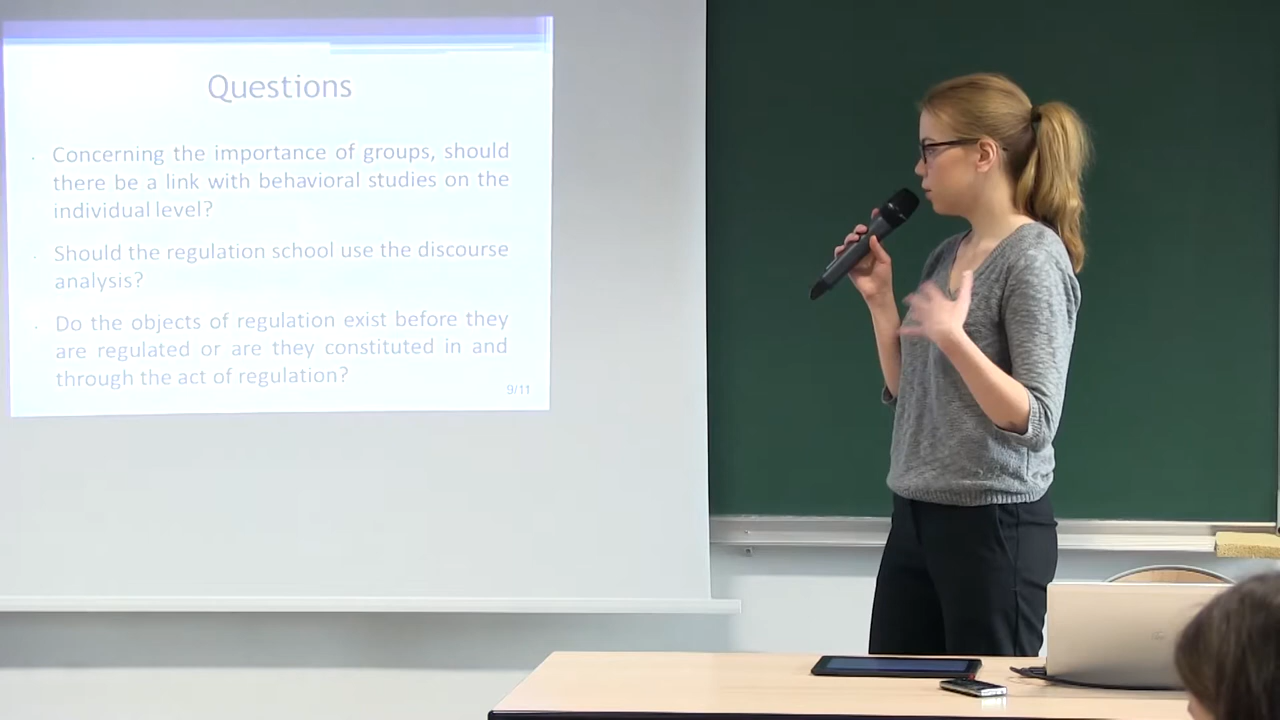 Questions
Concerning the importance of groups, should
there be a link with behavioral studies on the
individual level?
Should the regulation school use the discourse
analysis?
Do the objects of regulation exist before they
are regulated or are they constituted in and
through the act of regulation?
9/11